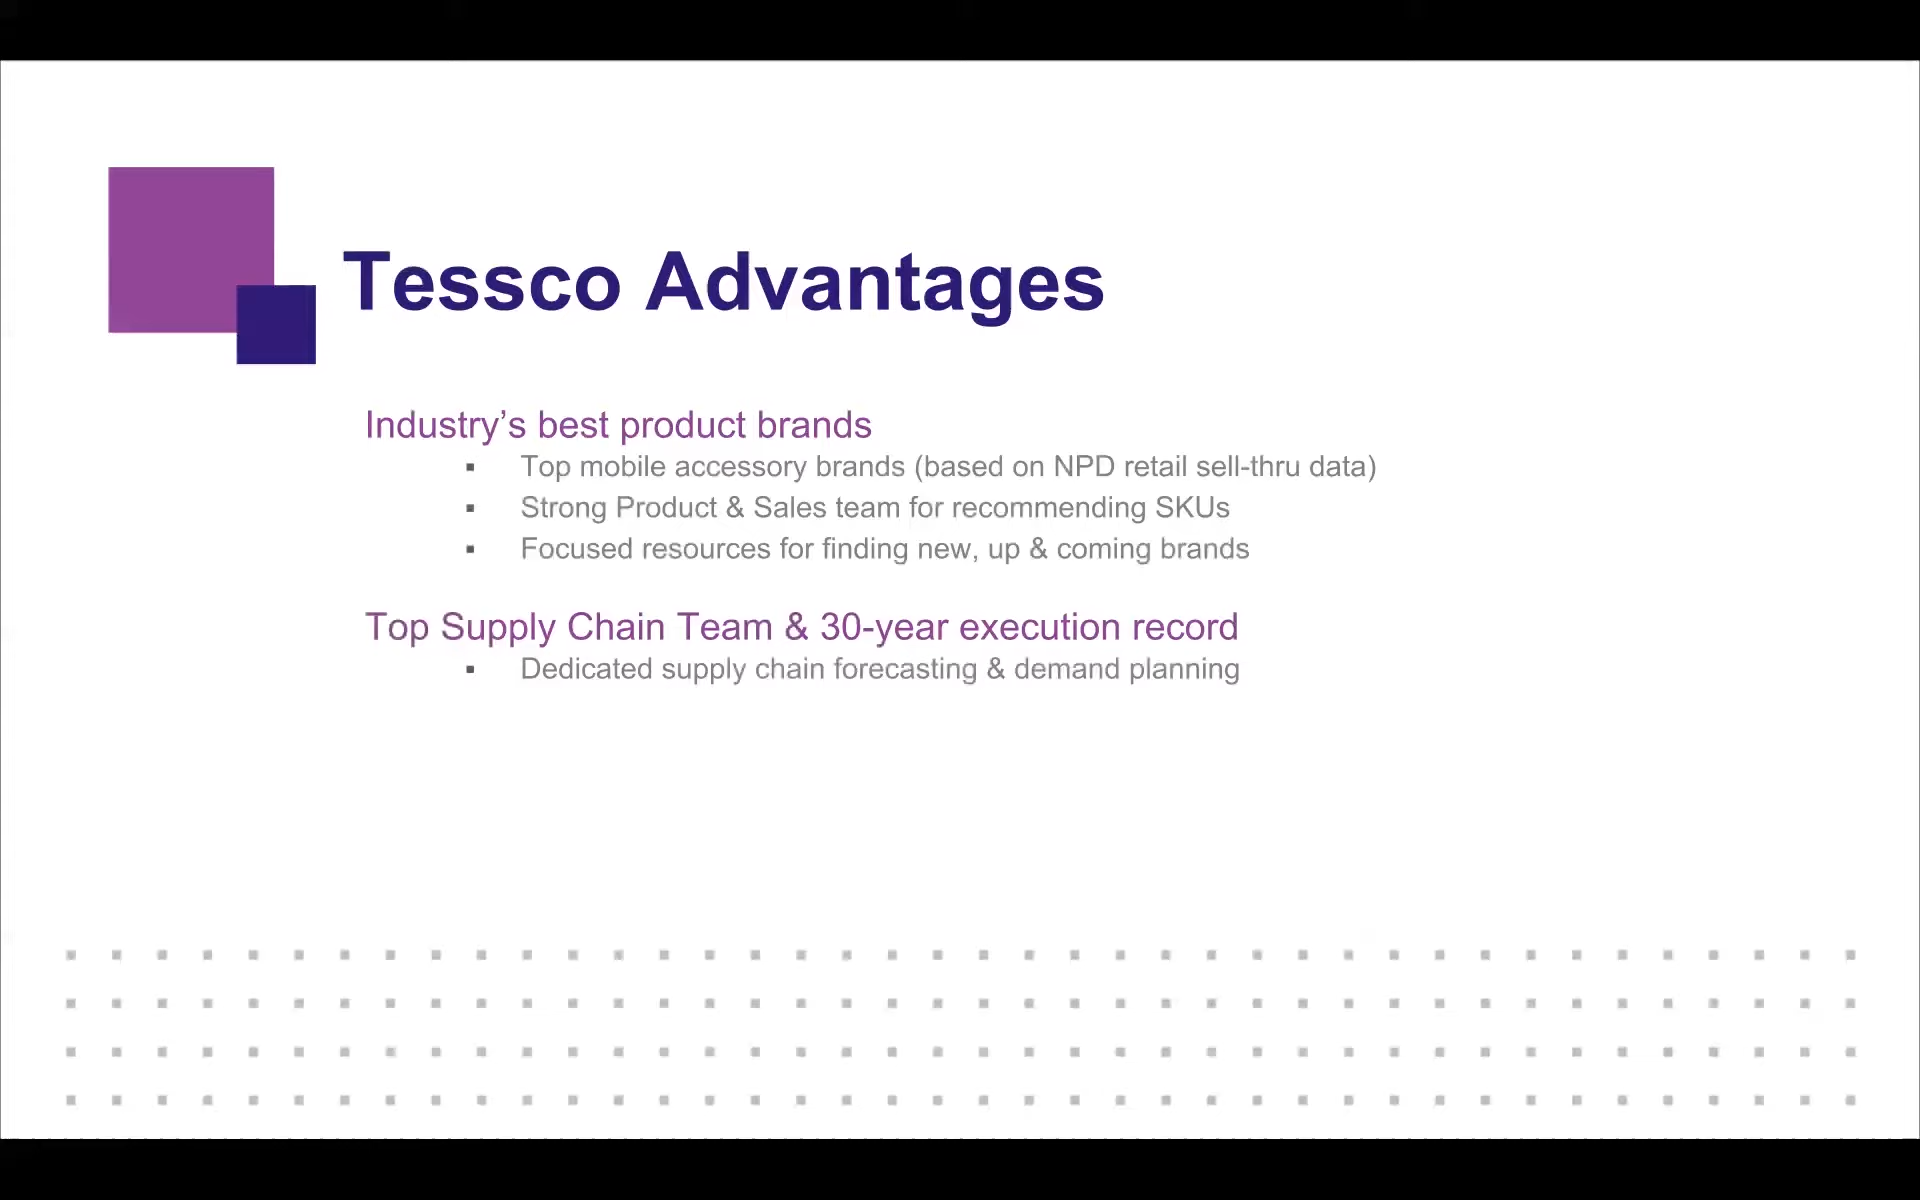 Tessco Advantages
Industry’s best product brands
▪ Top mobile accessory brands (based on NPD retail sell-thru data)
▪ Strong Product & Sales team for recommending SKUs
▪ Focused resources for finding new, up & coming brands
Top Supply Chain Team & 30-year execution record
▪ Dedicated supply chain forecasting & demand planning